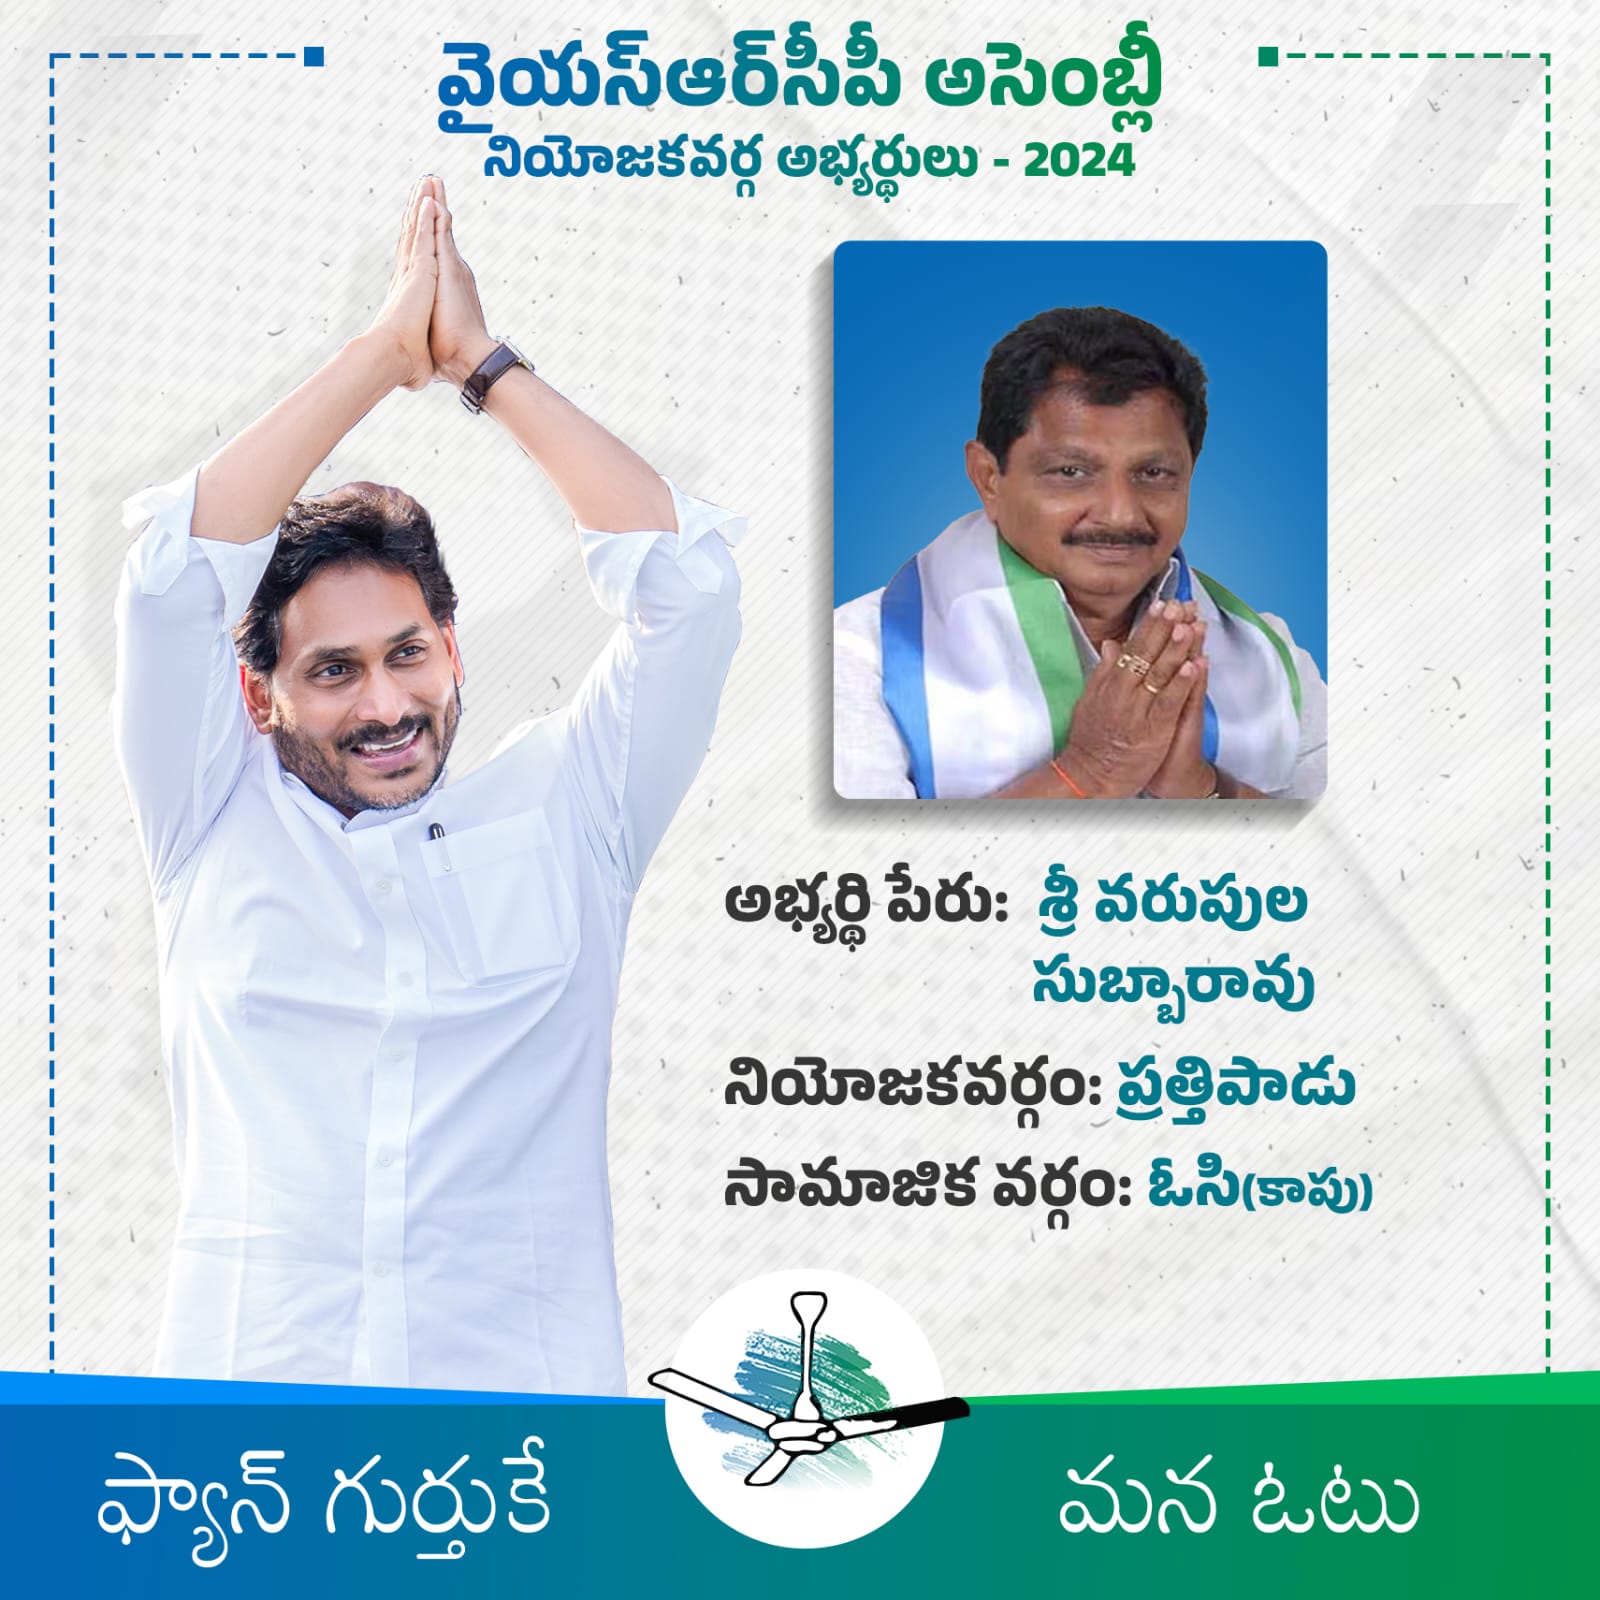 వైయస్ఆర్‌సీపీ అసెంబ్లీ
నియోజకవర్గ అభ్యర్థులు - 2024
అభ్యర్థి పేరు: శ్రీ వరుపుల
సుబ్బారావు
నియోజకవర్గం: ప్రత్తిపాడు
సామాజిక వర్గం: ఓసి(కాపు)
ఫ్యాన్ గుర్తుకే
మన ఓటు